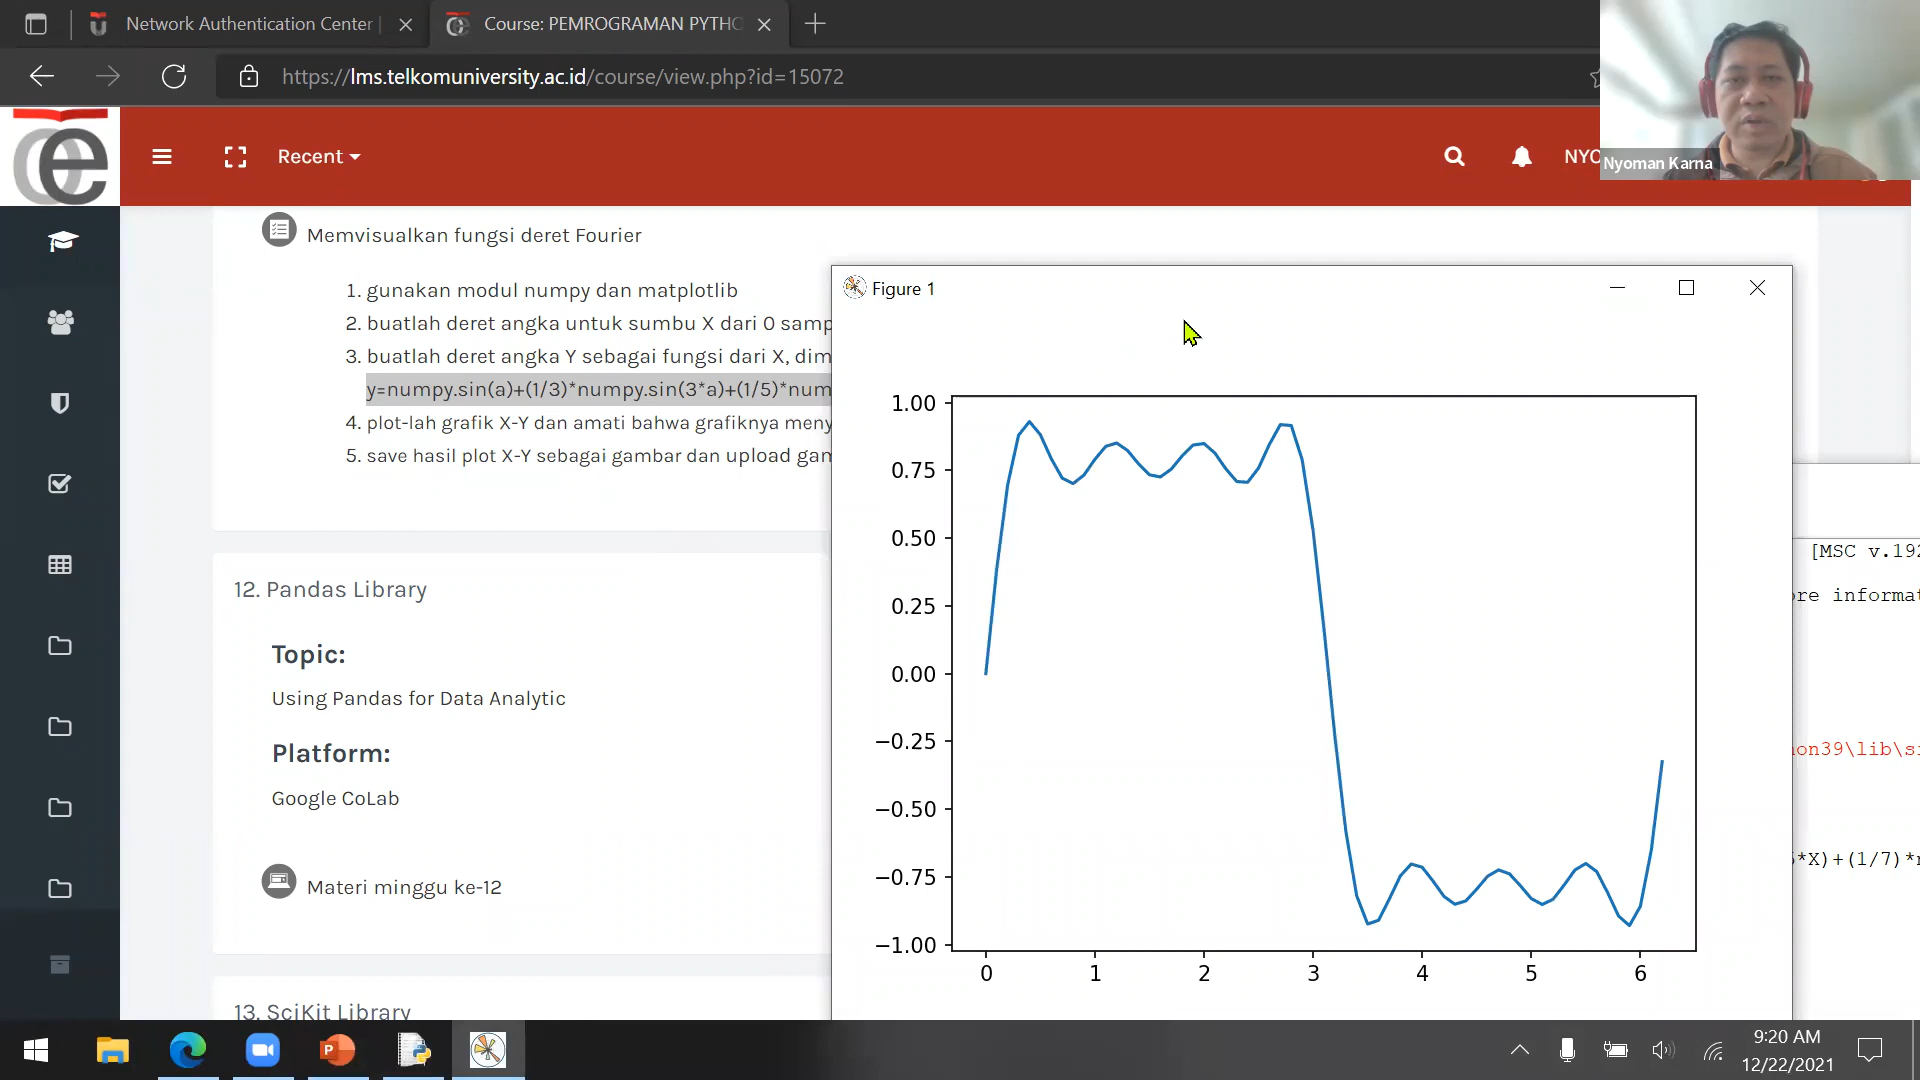 Network Authentication Center |
Course: PEMROGRAMAN PYTHO
https://lms.telkomuniversity.ac.id/course/view.php?id=15072
Nyoman Karna
Recent
NYO
Memvisualkan fungsi deret Fourier
1. gunakan modul numpy dan matplotlib
2. buatlah deret angka untuk sumbu X dari 0 samp
3. buatlah deret angka Y sebagai fungsi dari X, dim
y=numpy.sin(a)+(1/3)*numpy.sin(3*a)+(1/5)*num
4. plot-lah grafik X-Y dan amati bahwa grafiknya meny
5. save hasil plot X-Y sebagai gambar dan upload gam
12. Pandas Library
Topic:
Using Pandas for Data Analytic
Platform:
Google CoLab
Materi minggu ke-12
13. SciKit Library
Figure 1
1.00
0.75
0.50
0.25
0.00
−0.25
−0.50
−0.75
−1.00
0 1 2 3 4 5 6
[MSC v.192
ore informat
hon39\lib\si
*X)+(1/7)*n
9:20 AM
12/22/2021